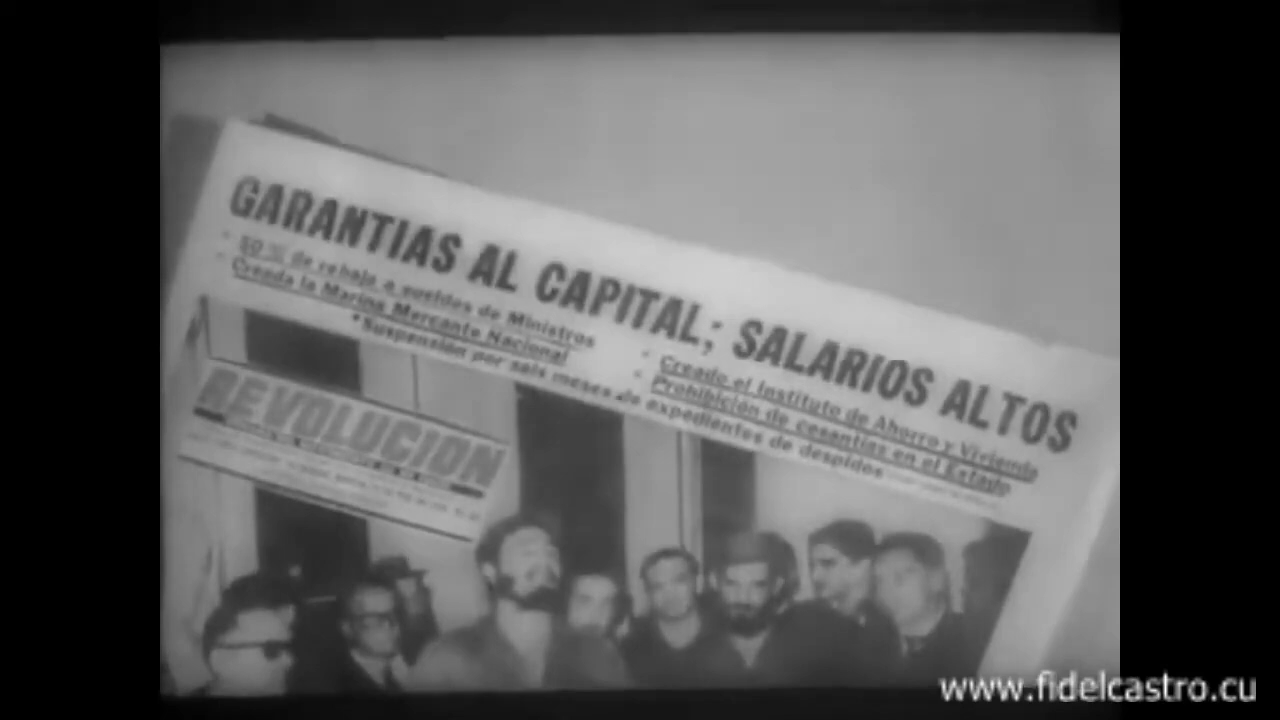 GARANTIAS AL CAPITAL; SALARIOS ALTOS
* 50 % de rebaja a sueldos de Ministros
* Creada la Marina Mercante Nacional
* Creado el Instituto de Ahorro y Vivienda
* Prohibición de cesantías en el Estado
* Suspensión por seis meses de expedientes de despidos
REVOLUCION
www.fidelcastro.cu